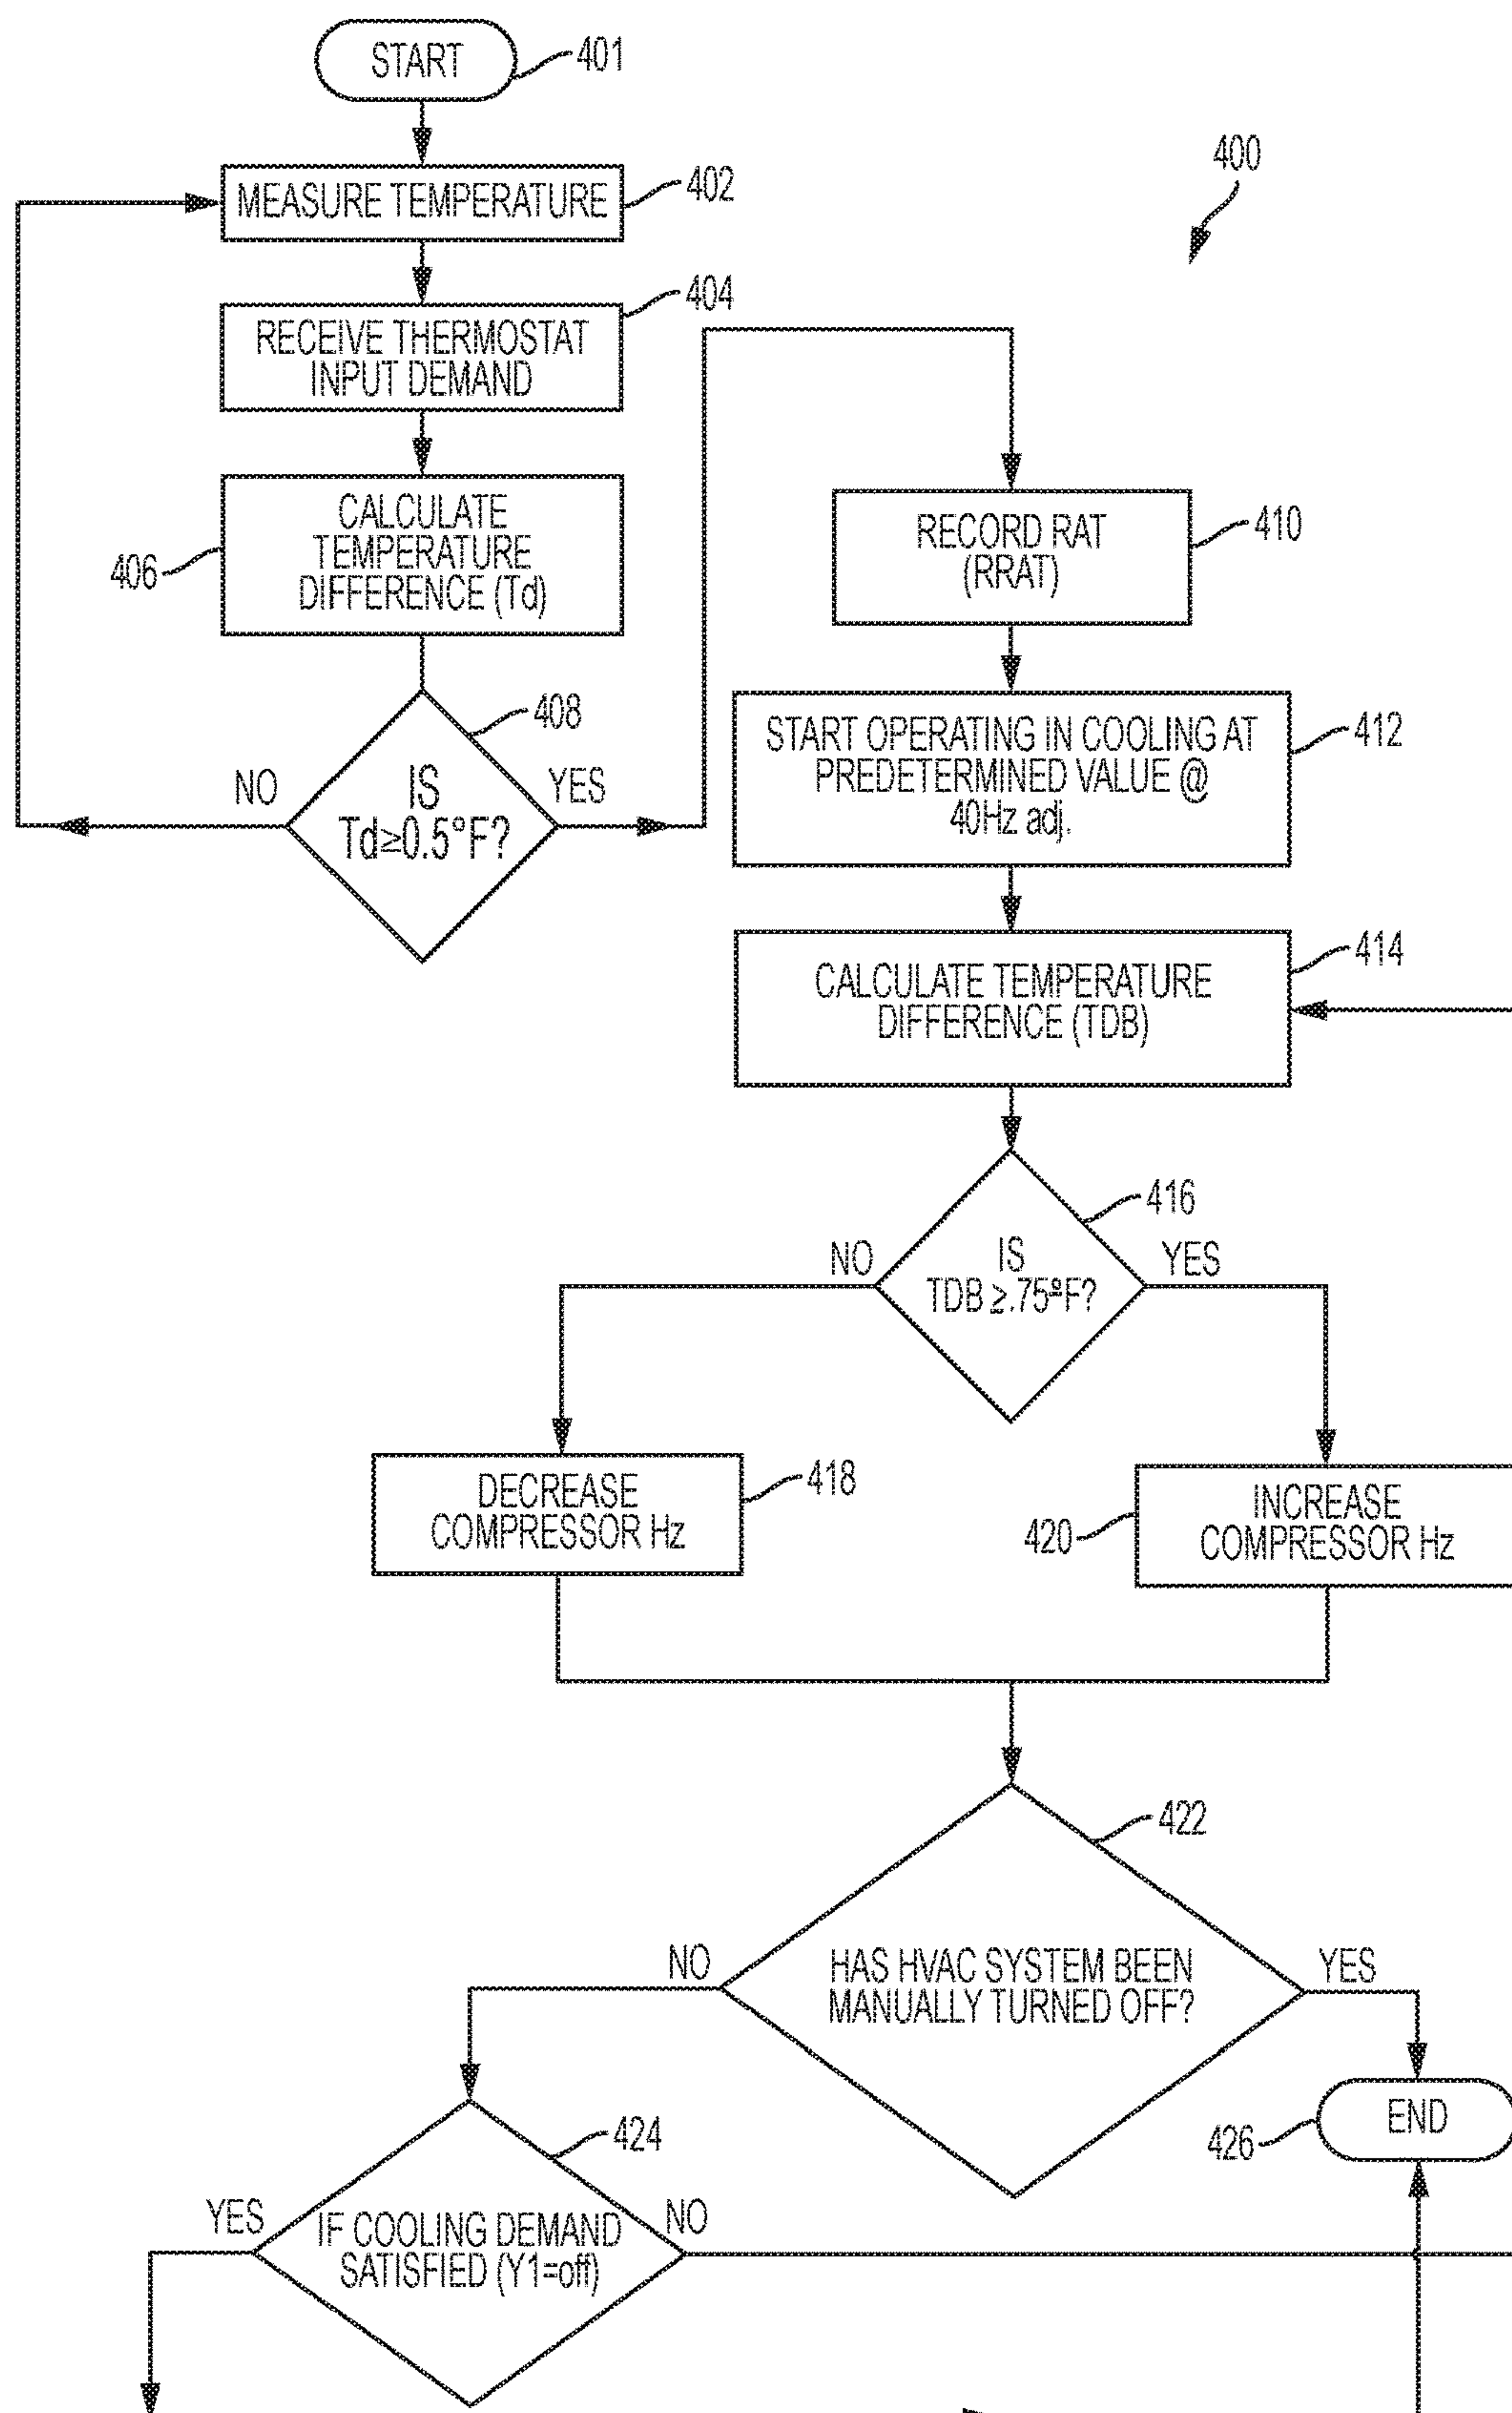 START
401
400
MEASURE TEMPERATURE
402
RECEIVE THERMOSTAT
INPUT DEMAND
404
CALCULATE
TEMPERATURE
DIFFERENCE (Td)
406
408
NO
IS
Td≥0.5°F?
YES
RECORD RAT
(RRAT)
410
START OPERATING IN COOLING AT
PREDETERMINED VALUE @
40Hz adj.
412
CALCULATE TEMPERATURE
DIFFERENCE (TDB)
414
416
NO
IS
TDB ≥.75ºF?
YES
DECREASE
COMPRESSOR Hz
418
INCREASE
COMPRESSOR Hz
420
422
NO
HAS HVAC SYSTEM BEEN
MANUALLY TURNED OFF?
YES
END
426
424
YES
IF COOLING DEMAND
SATISFIED (Y1=off)
NO